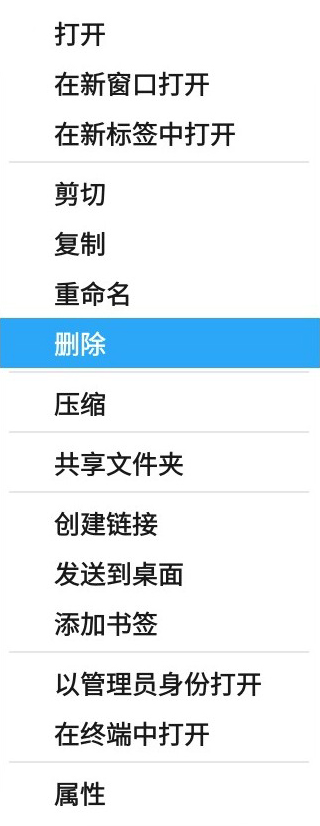 打开
在新窗口打开
在新标签中打开
剪切
复制
重命名
删除
压缩
共享文件夹
创建链接
发送到桌面
添加书签
以管理员身份打开
在终端中打开
属性